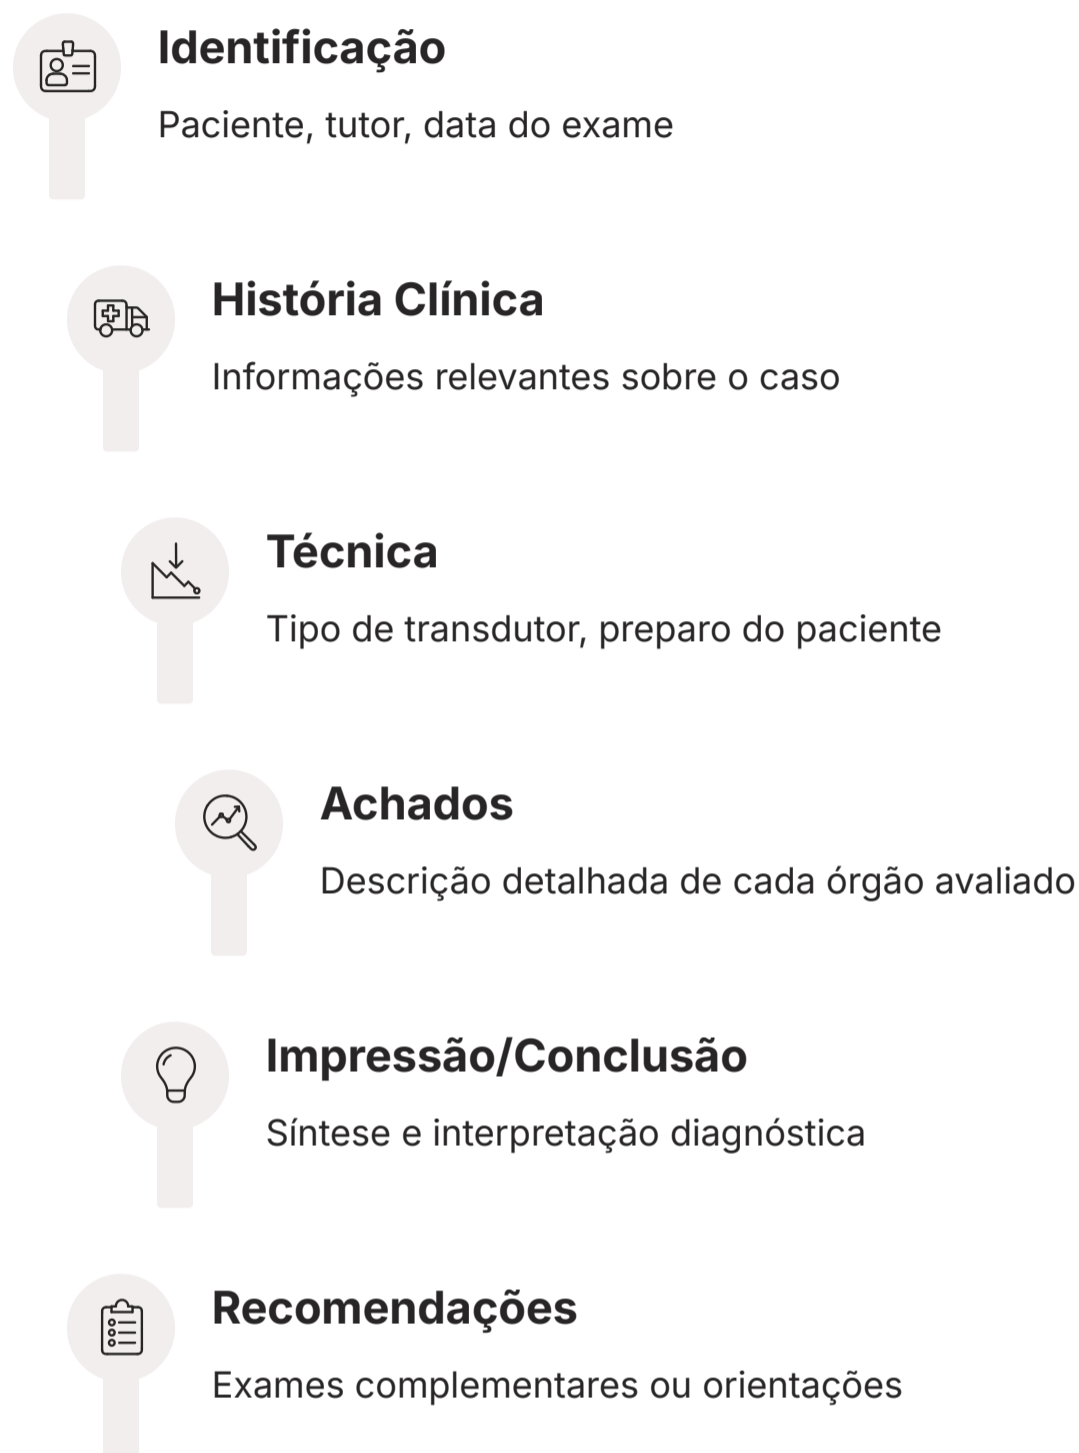 Identificação
Paciente, tutor, data do exame
História Clínica
Informações relevantes sobre o caso
Técnica
Tipo de transdutor, preparo do paciente
Achados
Descrição detalhada de cada órgão avaliado
Impressão/Conclusão
Síntese e interpretação diagnóstica
Recomendações
Exames complementares ou orientações